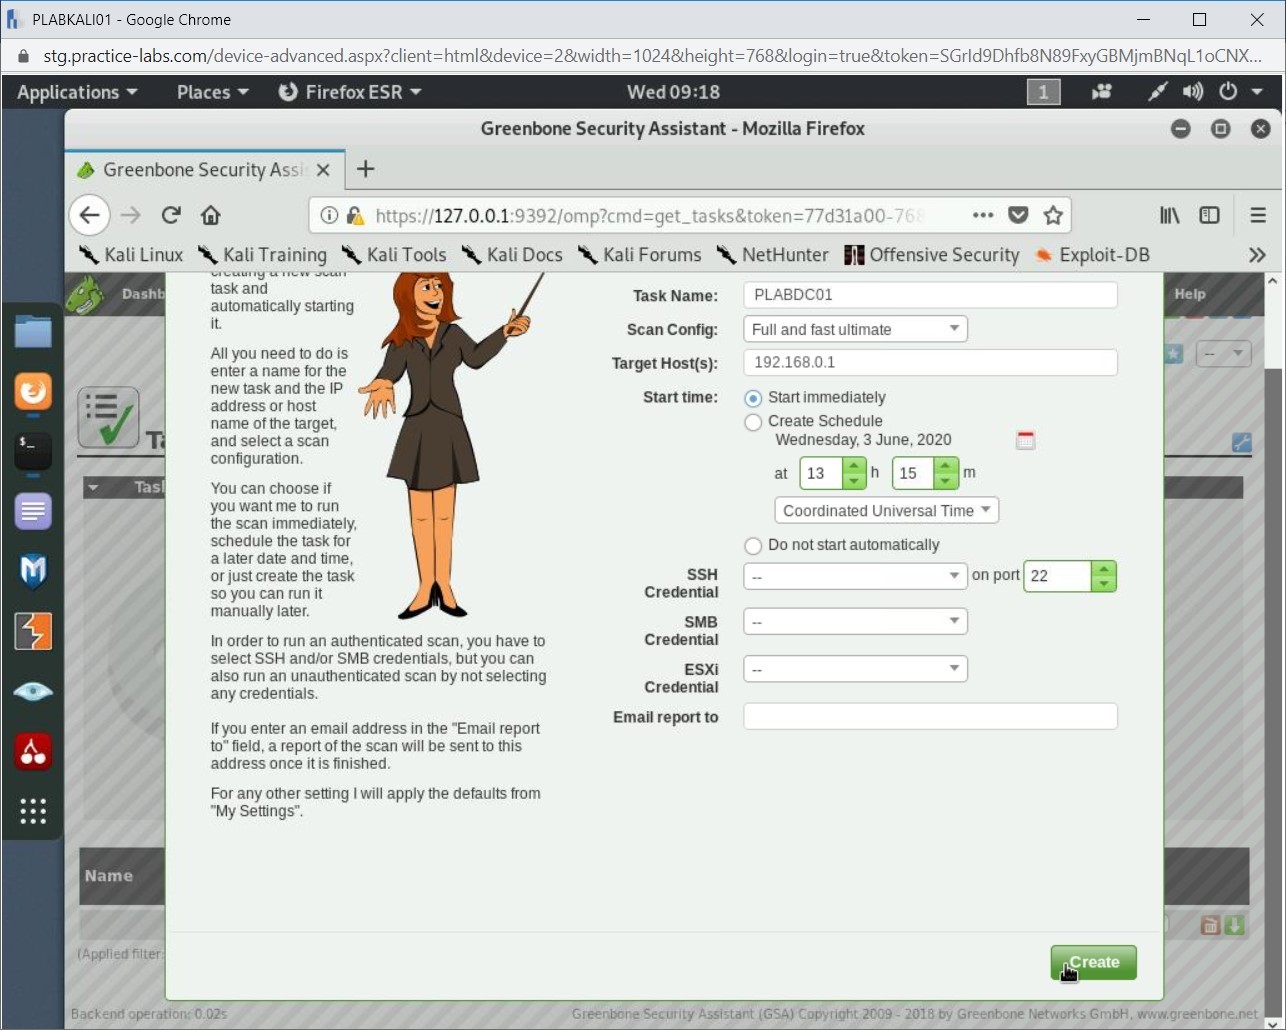 PLABKALI01 - Google Chrome
stg.practice-labs.com/device-advanced.aspx?client=html&device=2&width=1024&height=768&login=true&token=SGrId9Dhfb8N89FxyGBMjmBNqL1oCNX...
Applications Places Firefox ESR Wed 09:18 1
Greenbone Security Assistant - Mozilla Firefox
Greenbone Security Assi
https://127.0.0.1:9392/omp?cmd=get_tasks&token=77d31a00-768
Kali Linux Kali Training Kali Tools Kali Docs Kali Forums NetHunter Offensive Security Exploit-DB
Dashb
Help
creating a new scan
task and
automatically starting
it.
All you need to do is
enter a name for the
new task and the IP
address or host
name of the target,
and select a scan
configuration.
You can choose if
you want me to run
the scan immediately,
schedule the task for
a later date and time,
or just create the task
so you can run it
manually later.
In order to run an authenticated scan, you have to
select SSH and/or SMB credentials, but you can
also run an unauthenticated scan by not selecting
any credentials.
If you enter an email address in the "Email report
to" field, a report of the scan will be sent to this
address once it is finished.
For any other setting I will apply the defaults from
"My Settings".
Task Name: PLABDC01
Scan Config: Full and fast ultimate
Target Host(s): 192.168.0.1
Start time: Start immediately
Create Schedule
Wednesday, 3 June, 2020
at 13 h 15 m
Coordinated Universal Time
Do not start automatically
SSH
Credential
-- on port 22
SMB
Credential
--
ESXi
Credential
--
Email report to
Create
--
Ta
Tasl
Name
(Applied filter:
Backend operation: 0.02s
Greenbone Security Assistant (GSA) Copyright 2009 - 2018 by Greenbone Networks GmbH, www.greenbone.net